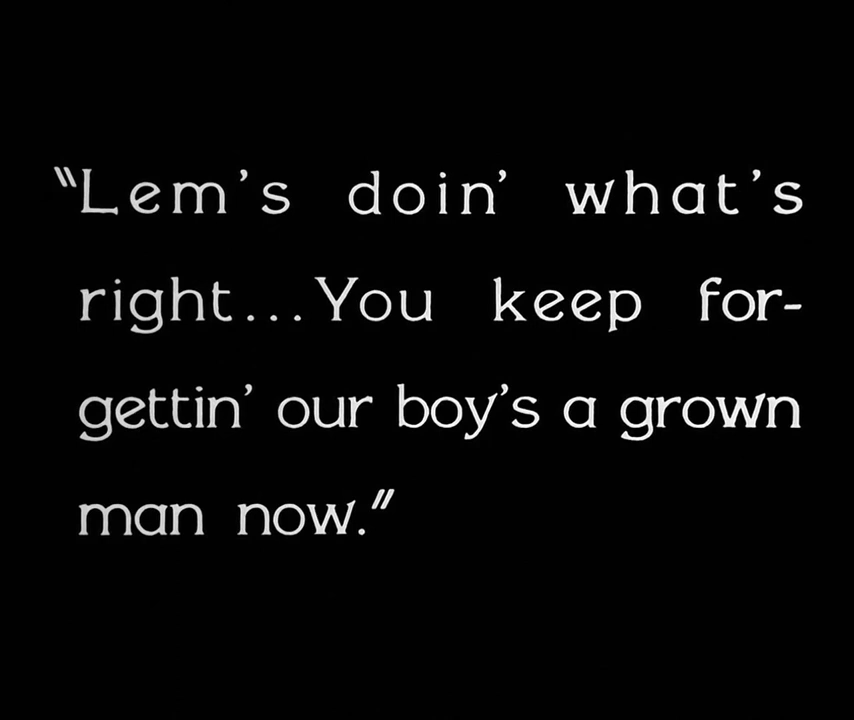 "Lem's doin' what's
right...You keep for-
gettin' our boy's a grown
man now."